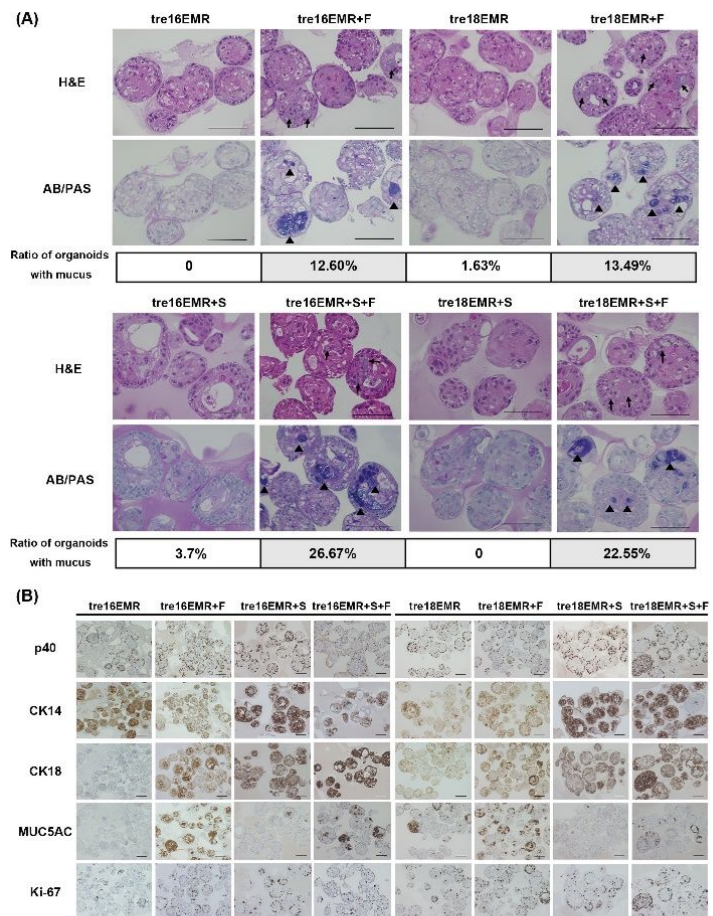 (A)
tre16EMR tre16EMR+F tre18EMR tre18EMR+F
H&E
AB/PAS
Ratio of organoids with mucus 0 12.60% 1.63% 13.49%
tre16EMR+S tre16EMR+S+F tre18EMR+S tre18EMR+S+F
H&E
AB/PAS
Ratio of organoids with mucus 3.7% 26.67% 0 22.55%
(B)
tre16EMR tre16EMR+F tre16EMR+S tre16EMR+S+F tre18EMR tre18EMR+F tre18EMR+S tre18EMR+S+F
p40
CK14
CK18
MUC5AC
Ki-67